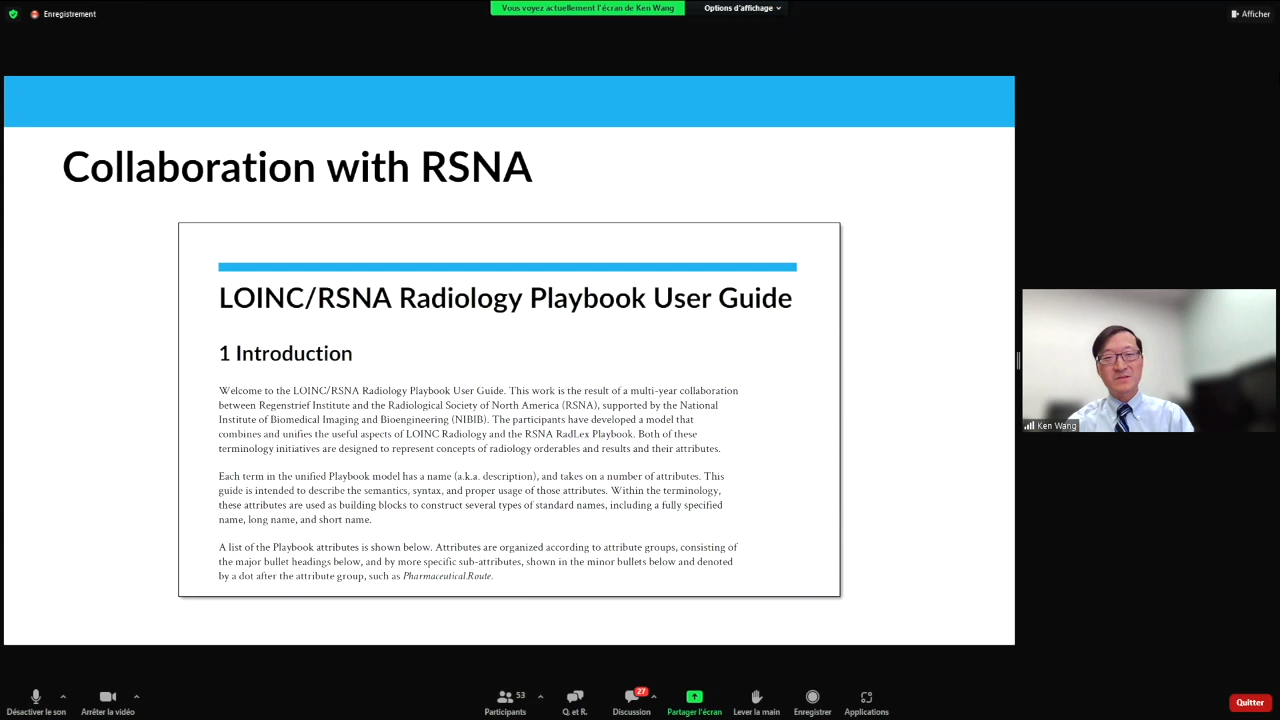 Enregistrement
Vous voyez actuellement l'écran de Ken Wang
Options d'affichage
Afficher
Collaboration with RSNA
LOINC/RSNA Radiology Playbook User Guide
1 Introduction
Welcome to the LOINC/RSNA Radiology Playbook User Guide. This work is the result of a multi-year collaboration
between Regenstrief Institute and the Radiological Society of North America (RSNA), supported by the National
Institute of Biomedical Imaging and Bioengineering (NIBIB). The participants have developed a model that
combines and unifies the useful aspects of LOINC Radiology and the RSNA RadLex Playbook. Both of these
terminology initiatives are designed to represent concepts of radiology orderables and results and their attributes.
Each term in the unified Playbook model has a name (a.k.a. description), and takes on a number of attributes. This
guide is intended to describe the semantics, syntax, and proper usage of those attributes. Within the terminology,
these attributes are used as building blocks to construct several types of standard names, including a fully specified
name, long name, and short name.
A list of the Playbook attributes is shown below. Attributes are organized according to attribute groups, consisting of
the major bullet headings below, and by more specific sub-attributes, shown in the minor bullets below and denoted
by a dot after the attribute group, such as Pharmaceutical.Route.
Ken Wang
Désactiver le son
Arrêter la vidéo
53
Participants
Q. et R.
27
Discussion
Partager l'écran
Lever la main
Enregistrer
Applications
Quitter